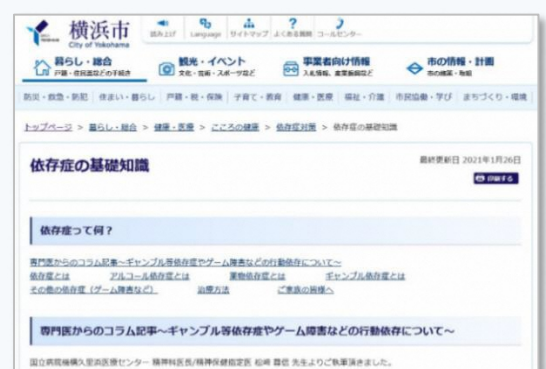 横浜市
City of Yokohama
読み上げ Language サイトマップ よくある質問 コールセンター
暮らし・総合
戸籍・住民票などの手続き
観光・イベント
文化・芸術・スポーツなど
事業者向け情報
入札情報、産業振興など
市の情報・計画
市の概要・取組
防災・救急・防犯 住まい・暮らし 戸籍・税・保険 子育て・教育 健康・医療 福祉・介護 市民協働・学び まちづくり・環境
トップページ > 暮らし・総合 > 健康・医療 > こころの健康 > 依存症対策 > 依存症の基礎知識
依存症の基礎知識
最終更新日 2021年1月26日
印刷する
依存症って何？
専門医からのコラム記事～ギャンブル等依存症やゲーム障害などの行動依存について～
依存症とは アルコール依存症とは 薬物依存症とは ギャンブル依存症とは
その他の依存症（ゲーム障害など） 治療方法 ご家族の皆様へ
専門医からのコラム記事～ギャンブル等依存症やゲーム障害などの行動依存について～
国立病院機構久里浜医療センター 精神科医長/精神保健指定医 松崎 尊信 先生よりご執筆頂きました。